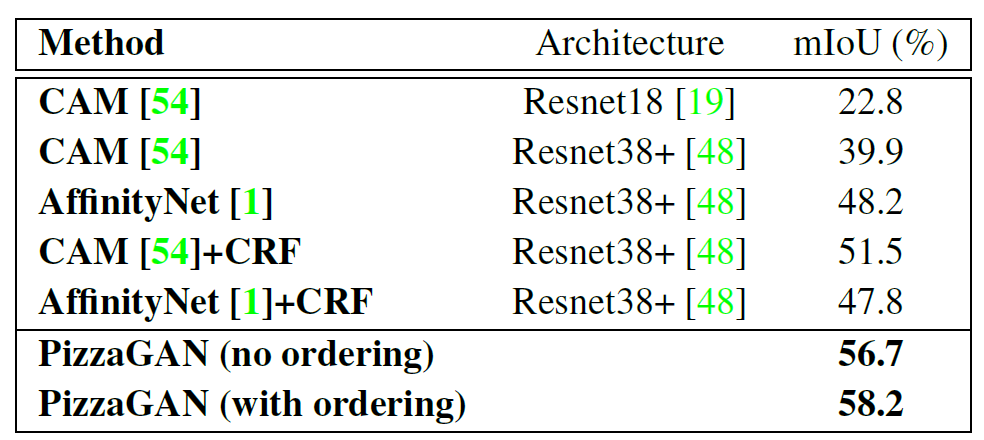 Method Architecture mIoU (%)
CAM [54] Resnet18 [19] 22.8
CAM [54] Resnet38+ [48] 39.9
AffinityNet [1] Resnet38+ [48] 48.2
CAM [54]+CRF Resnet38+ [48] 51.5
AffinityNet [1]+CRF Resnet38+ [48] 47.8
PizzaGAN (no ordering) 56.7
PizzaGAN (with ordering) 58.2